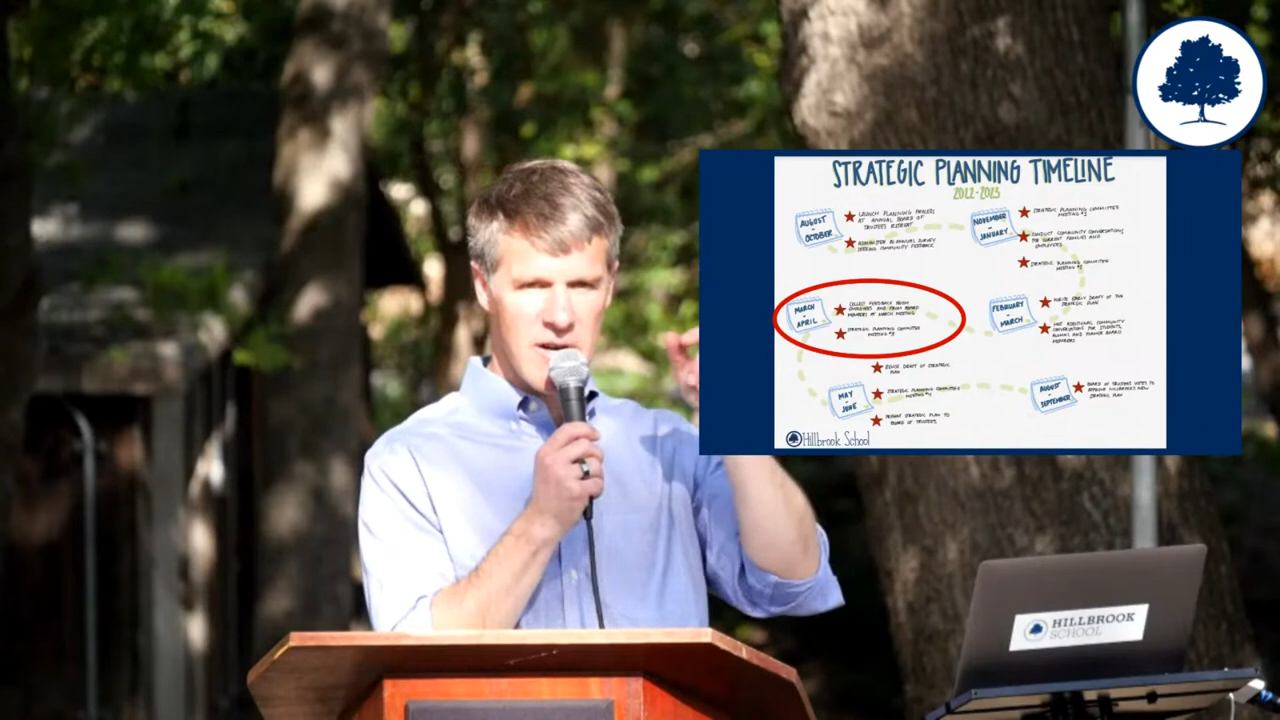 STRATEGIC PLANNING TIMELINE
2022-2023
AUGUST
-
OCTOBER
LAUNCH PLANNING PROCESS
AT ANNUAL BOARD OF
TRUSTEES RETREAT
ADMINISTER BI-ANNUAL SURVEY
SEEKING COMMUNITY FEEDBACK
NOVEMBER
-
JANUARY
STRATEGIC PLANNING COMMITTEE
MEETING #1
CONDUCT COMMUNITY CONVERSATIONS
FOR CURRENT FAMILIES AND
EMPLOYEES
STRATEGIC PLANNING COMMITTEE
MEETING #2
MARCH
-
APRIL
COLLECT FEEDBACK FROM
EMPLOYEES AND FROM BOARD
MEMBERS AT MARCH MEETING
STRATEGIC PLANNING COMMITTEE
MEETING #3
FEBRUARY
-
MARCH
WRITE EARLY DRAFT OF THE
STRATEGIC PLAN
ADDITIONAL COMMUNITY
CONVERSATIONS FOR STUDENTS,
ALUMNI, AND BOARD
MEMBERS
MAY
-
JUNE
REVISE DRAFT OF STRATEGIC
PLAN
STRATEGIC PLANNING COMMITTEE
MEETING #4
PRESENT STRATEGIC PLAN TO
BOARD OF TRUSTEES
AUGUST
-
SEPTEMBER
BOARD OF TRUSTEES VOTES TO
APPROVE HILLBROOK'S NEW
STRATEGIC PLAN
Hillbrook School
HILLBROOK
SCHOOL